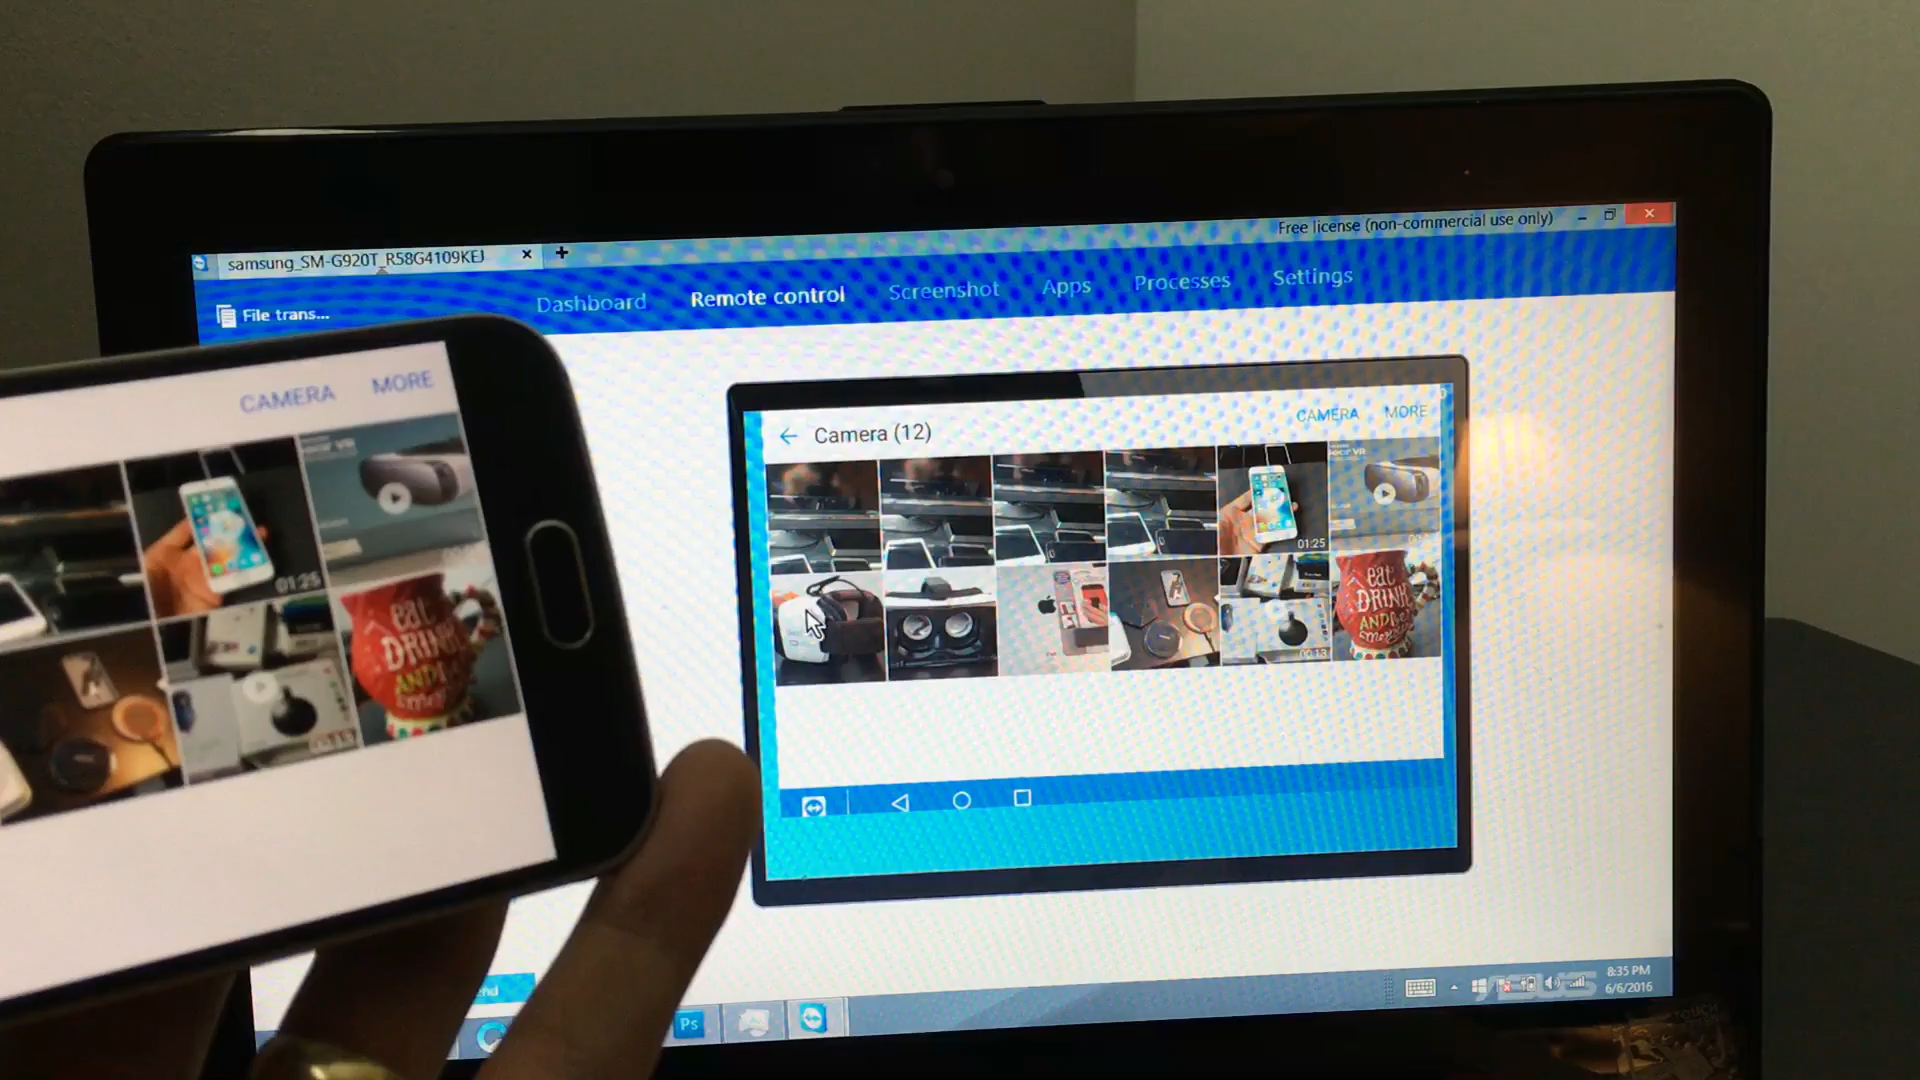 Free license (non-commercial use only)
samsung_SM-G920T_R58G4109KEJ
File trans...
Dashboard
Remote control
Screenshot
Apps
Processes
Settings
CAMERA
MORE
01:25
eat
DRINK
AND
Camera (12)
CAMERA
MORE
01:25
00:13
eat
DRINK
AND Be
merry
Ps
8:35 PM
6/6/2016